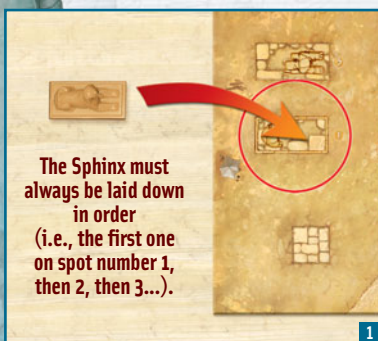 The Sphinx must
always be laid down
in order
(i.e., the first one
on spot number 1,
then 2, then 3...).
1